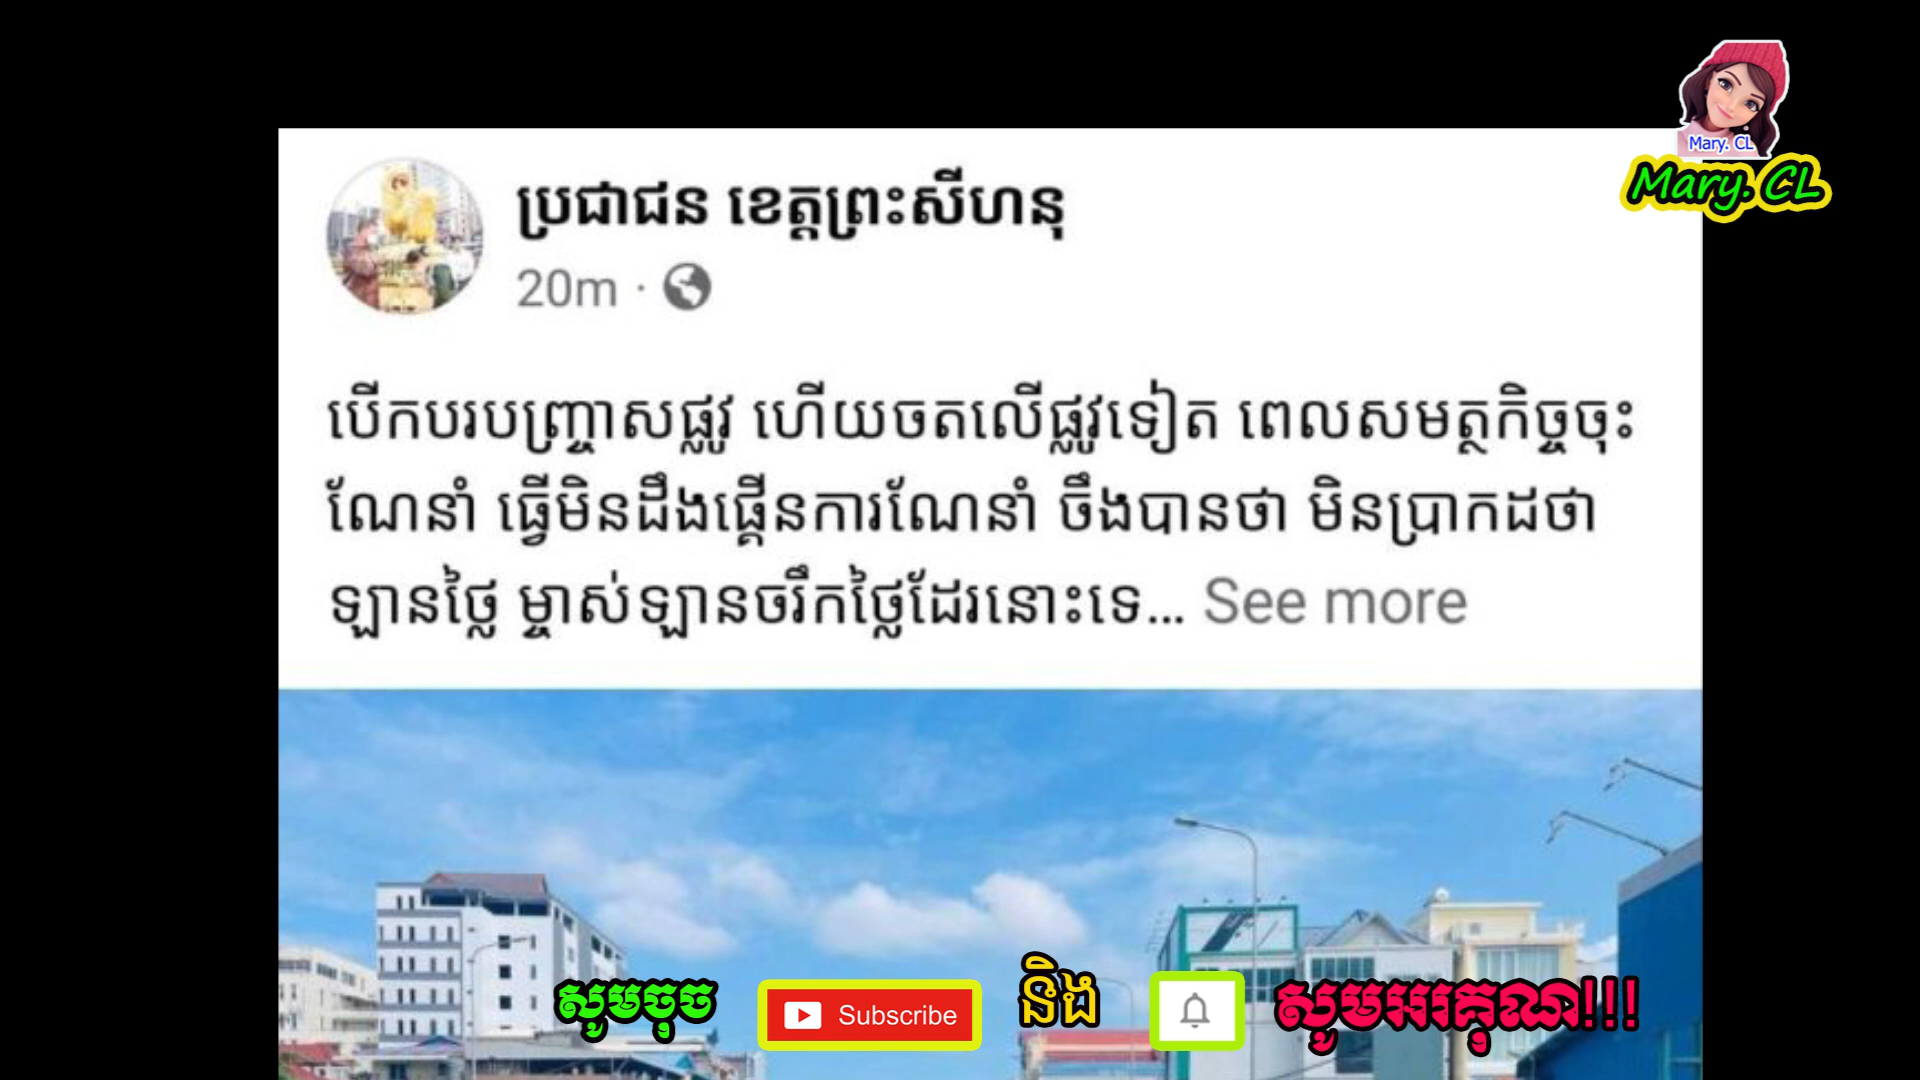 Mary. CL
Mary. CL
ប្រជាជន ខេត្តព្រះសីហនុ
20m ·
បើកបរបញ្ច្រាសផ្លូវ ហើយចតលើផ្លូវទៀត ពេលសមត្ថកិច្ចចុះ
ណែនាំ ធ្វើមិនដឹងផ្គើនការណែនាំ ចឹងបានថា មិនប្រាកដថា
ឡានថ្លៃ ម្ចាស់ឡានចរឹកថ្លៃដែរនោះទេ... See more
សូមចុច Subscribe និង សូមអរគុណ!!!